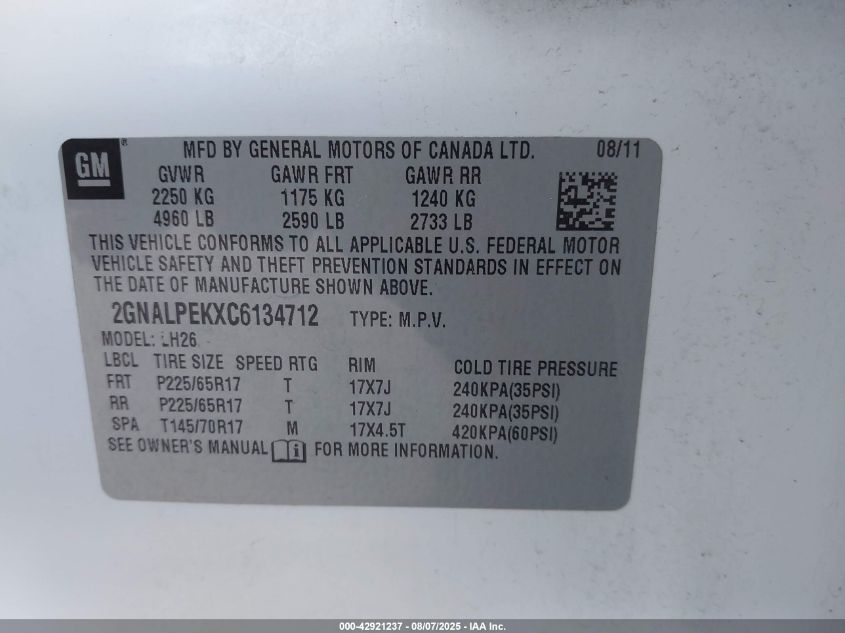 GM ® MFD BY GENERAL MOTORS OF CANADA LTD. 08/11
GVWR GAWR FRT GAWR RR
2250 KG 1175 KG 1240 KG
4960 LB 2590 LB 2733 LB
THIS VEHICLE CONFORMS TO ALL APPLICABLE U.S. FEDERAL MOTOR
VEHICLE SAFETY AND THEFT PREVENTION STANDARDS IN EFFECT ON
THE DATE OF MANUFACTURE SHOWN ABOVE.
2GNALPEKXC6134712 TYPE: M.P.V.
MODEL: LH26
LBCL TIRE SIZE SPEED RTG RIM COLD TIRE PRESSURE
FRT P225/65R17 T 17X7J 240KPA(35PSI)
RR P225/65R17 T 17X7J 240KPA(35PSI)
SPA T145/70R17 M 17X4.5T 420KPA(60PSI)
SEE OWNER'S MANUAL i FOR MORE INFORMATION.
000-42921237 - 08/07/2025 - IAA Inc.